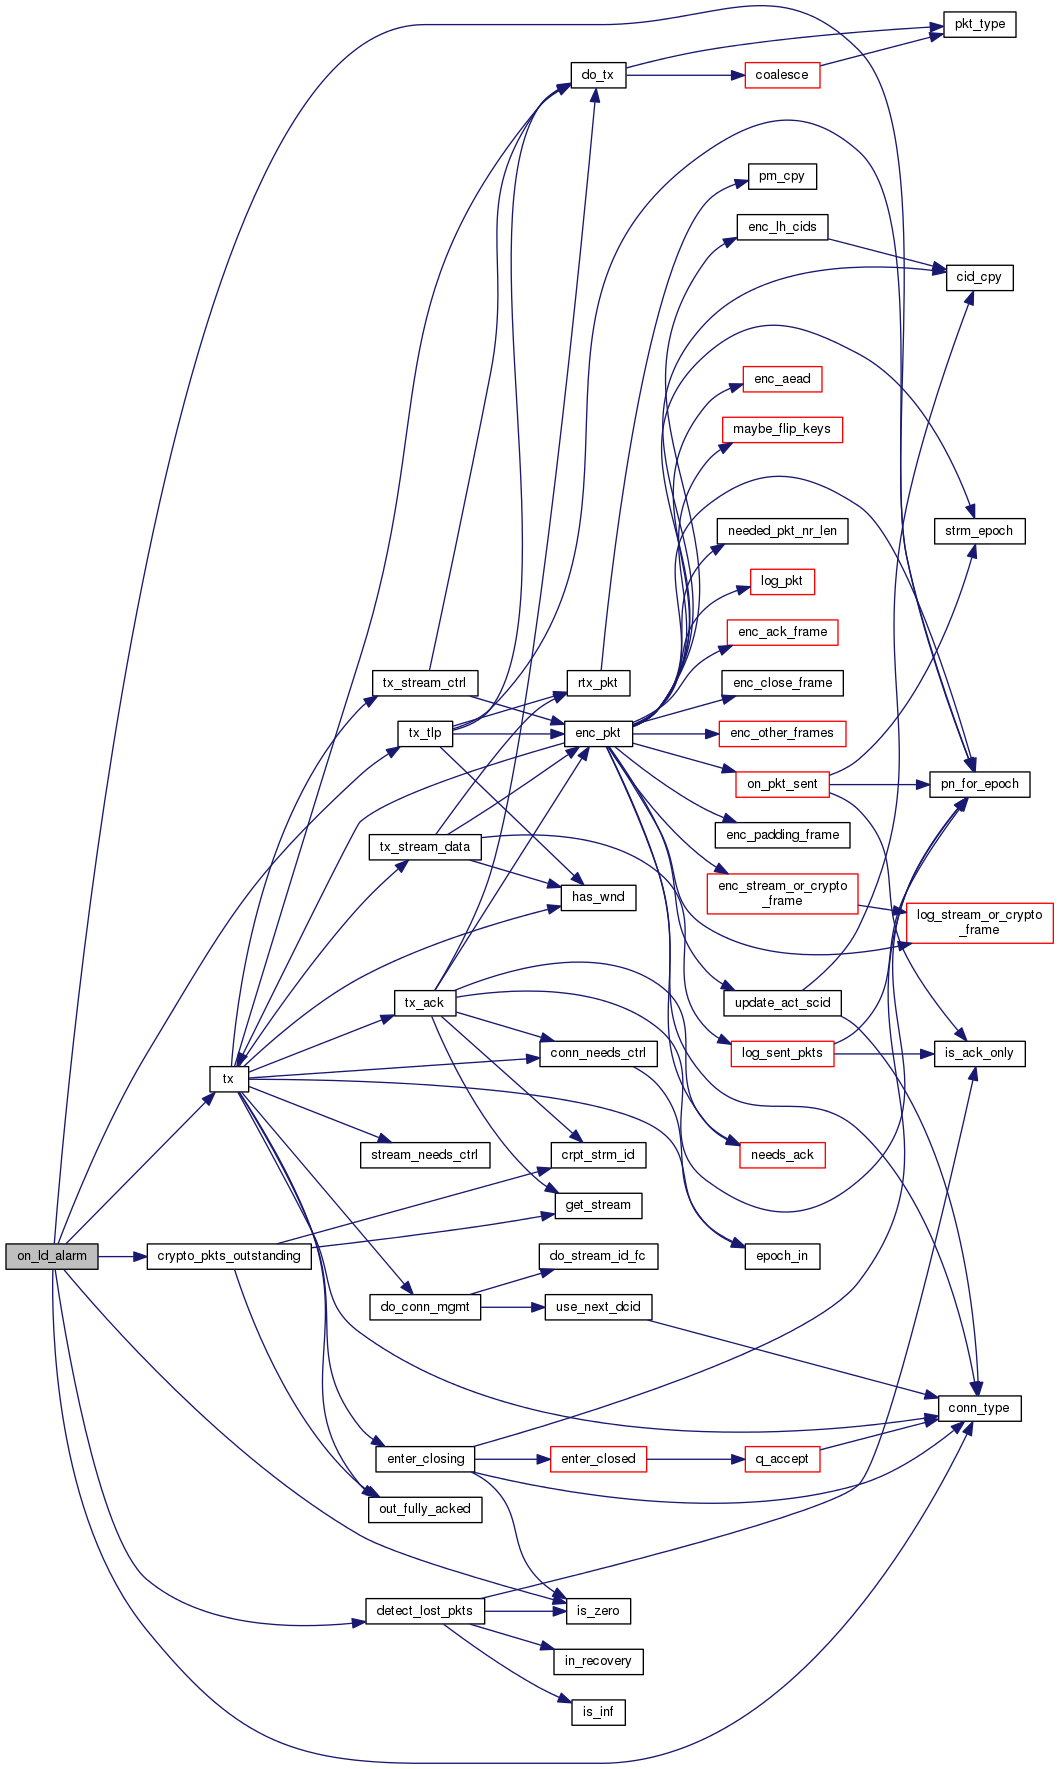 pkt_type
do_tx
coalesce
pm_cpy
enc_lh_cids
cid_cpy
enc_aead
maybe_flip_keys
needed_pkt_nr_len
strm_epoch
log_pkt
enc_ack_frame
tx_stream_ctrl
rtx_pkt
enc_close_frame
tx_tlp
enc_pkt
enc_other_frames
on_pkt_sent
pn_for_epoch
enc_padding_frame
tx_stream_data
enc_stream_or_crypto
_frame
has_wnd
log_stream_or_crypto
_frame
tx_ack
update_act_scid
conn_needs_ctrl
log_sent_pkts
is_ack_only
tx
stream_needs_ctrl
crpt_strm_id
needs_ack
get_stream
on_ld_alarm
crypto_pkts_outstanding
do_stream_id_fc
epoch_in
do_conn_mgmt
use_next_dcid
conn_type
enter_closing
enter_closed
q_accept
out_fully_acked
detect_lost_pkts
is_zero
in_recovery
is_inf